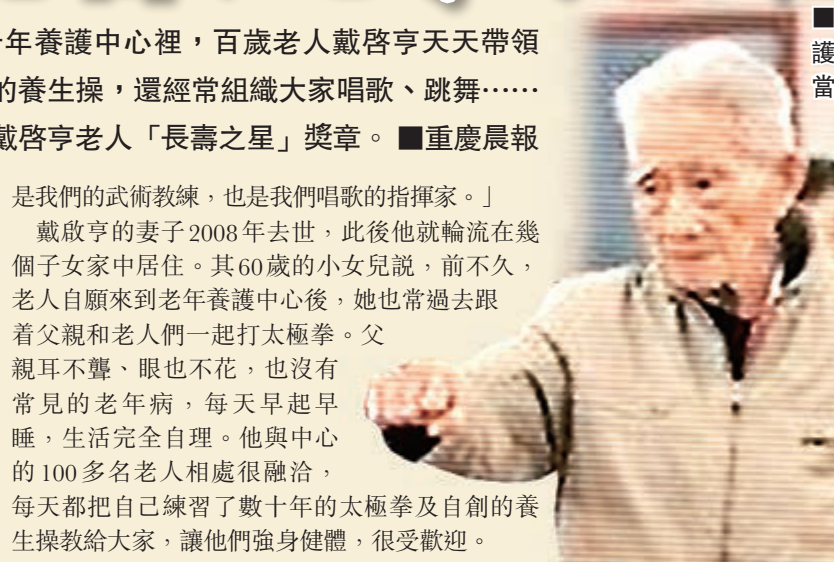 年養護中心裡，百歲老人戴啓亨天天帶領
的養生操，還經常組織大家唱歌、跳舞……
戴啓亨老人「長壽之星」獎章。 ■重慶晨報
是我們的武術教練，也是我們唱歌的指揮家。」
戴啟亨的妻子2008年去世，此後他就輪流在幾
個子女家中居住。其60歲的小女兒說，前不久，
老人自願來到老年養護中心後，她也常過去跟
着父親和老人們一起打太極拳。父
親耳不聾、眼也不花，也沒有
常見的老年病，每天早起早
睡，生活完全自理。他與中心
的100多名老人相處很融洽，
每天都把自己練習了數十年的太極拳及自創的養
生操教給大家，讓他們強身健體，很受歡迎。
■
護
當